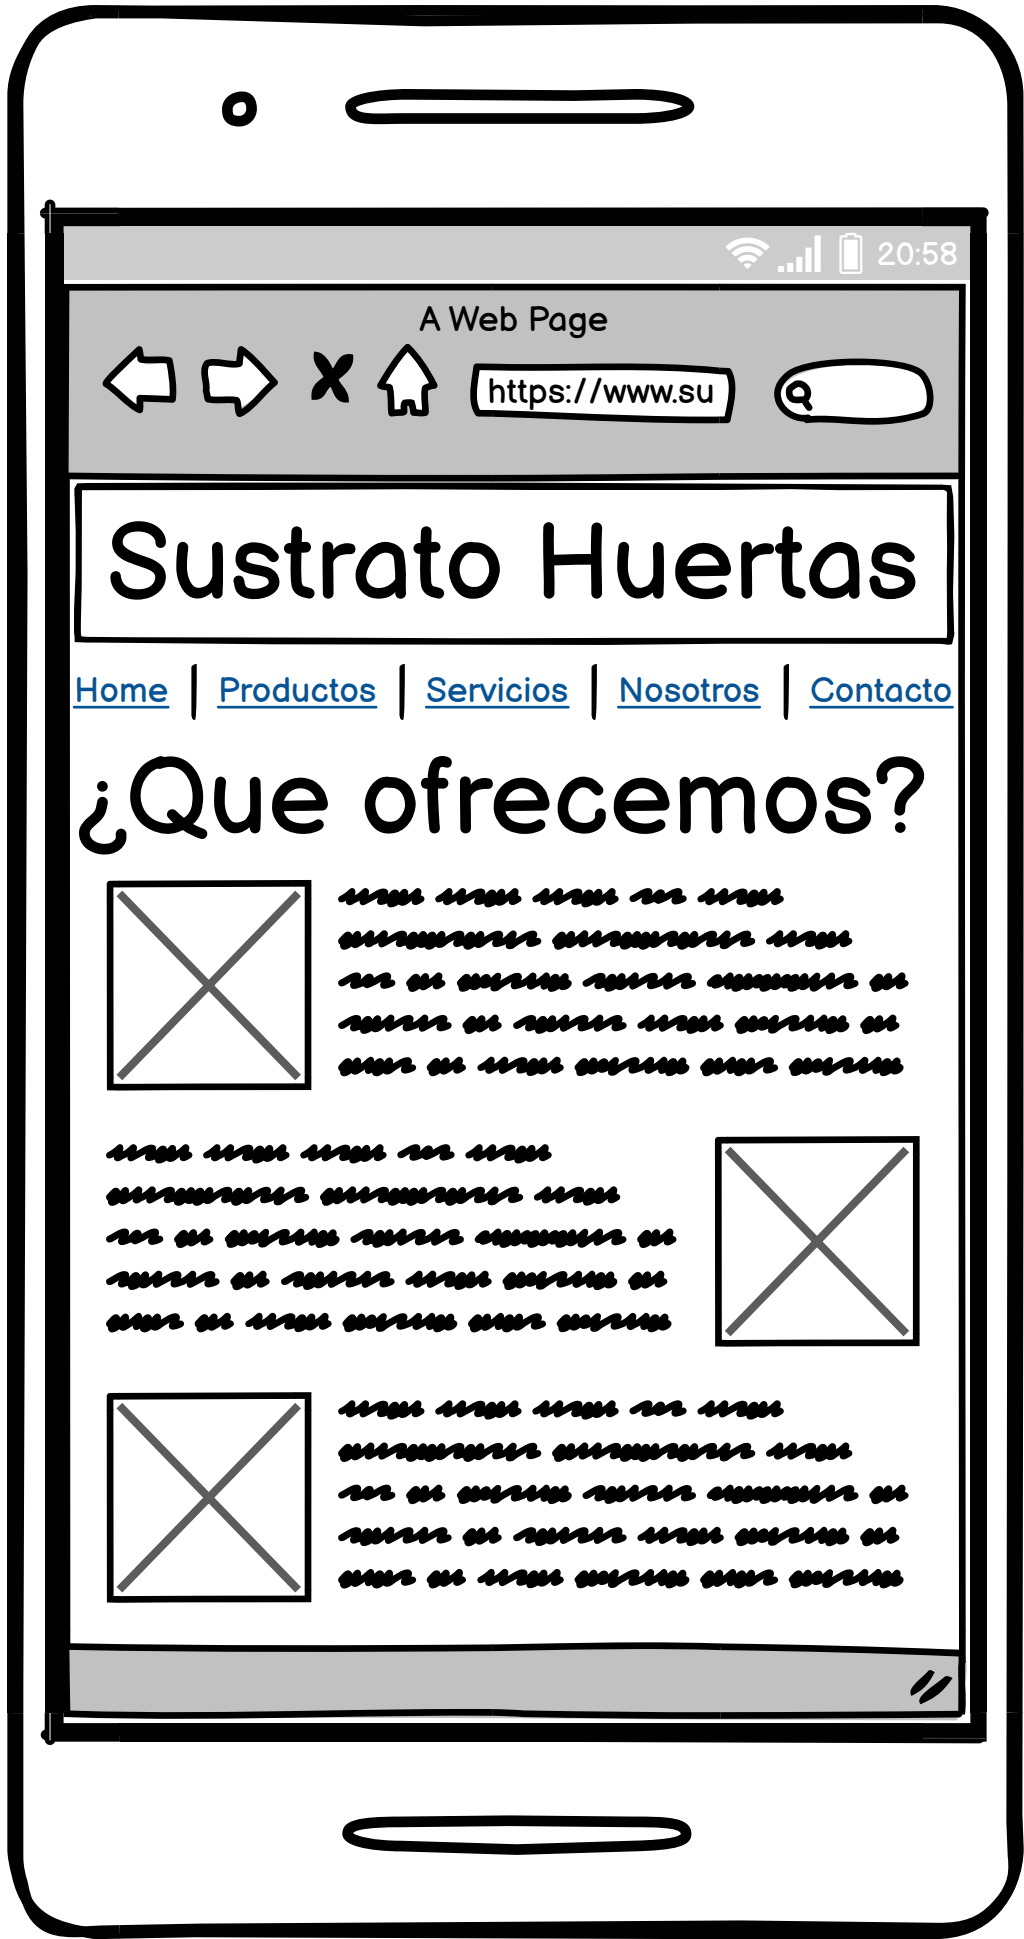 20:58
A Web Page
https://www.su
Sustrato Huertas
Home | Productos | Servicios | Nosotros | Contacto
¿Que ofrecemos?